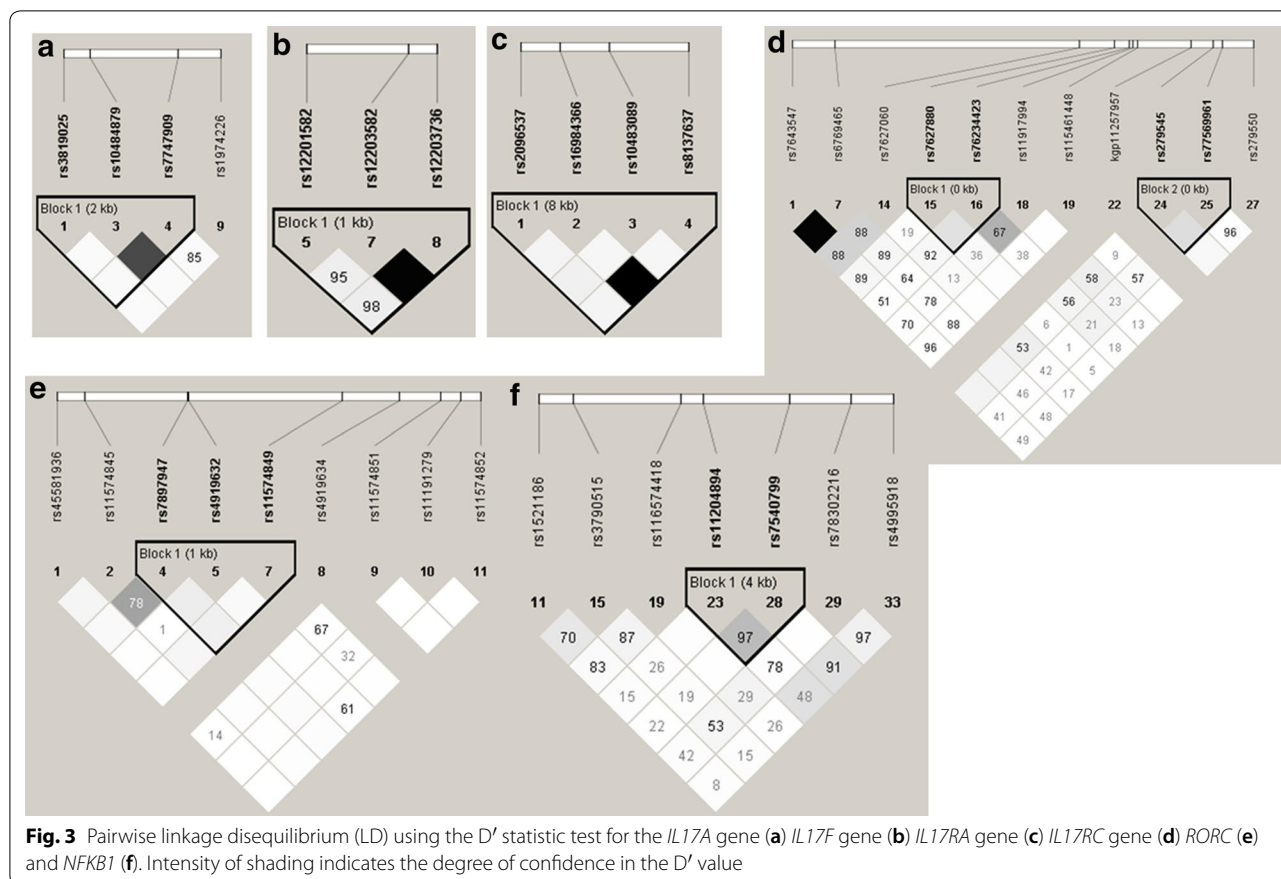 a
rs3819025
rs10484879
rs7747909
rs1974226
Block 1 (2 kb)
1 3 4 9
85
b
rs12201582
rs12203582
rs12203736
Block 1 (1 kb)
5 7 8
95
98
c
rs2096537
rs16984366
rs10483089
rs8137637
Block 1 (8 kb)
1 2 3 4
d
rs7643547
rs6769465
rs7627060
rs7627880
rs76234423
rs11917994
rs115461448
kgp11257957
rs279545
rs77569961
rs279550
Block 1 (0 kb) Block 2 (0 kb)
1 7 14 15 16 18 19 22 24 25 27
88 19 67 96
88 89 92 36 38 9
89 64 13 58 57
51 78 56 23
70 88 6 21 13
96 53 1 18
42 5
46 17
41 48
49
e
rs45581936
rs11574845
rs7897947
rs4919632
rs11574849
rs4919634
rs11574851
rs11191279
rs11574852
Block 1 (1 kb)
1 2 4 5 7 8 9 10 11
78
1 67
32
61
14
f
rs1521186
rs3790515
rs116574418
rs11204894
rs7540799
rs78302216
rs4995918
Block 1 (4 kb)
11 15 19 23 28 29 33
70 87 97 97
83 26 78 91
15 19 29 48
22 53 26
42 15
8
Fig. 3 Pairwise linkage disequilibrium (LD) using the D′ statistic test for the IL17A gene (a) IL17F gene (b) IL17RA gene (c) IL17RC gene (d) RORC (e)
and NFKB1 (f). Intensity of shading indicates the degree of confidence in the D′ value